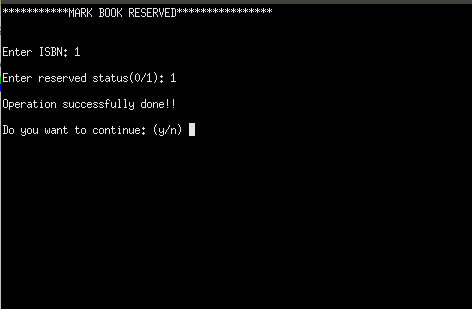 ***********MARK BOOK RESERVED****************
Enter ISBN: 1
Enter reserved status(0/1): 1
Operation successfully done!!
Do you want to continue: (y/n)